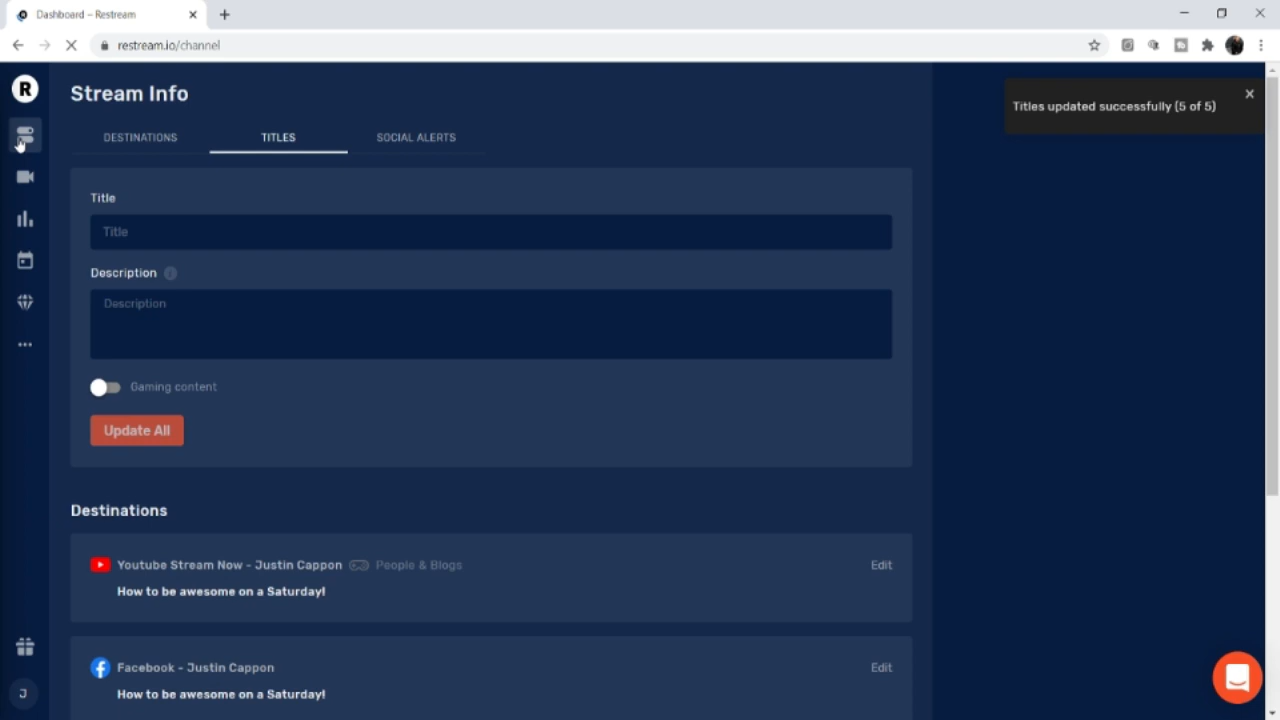 Dashboard – Restream
restream.io/channel
R
Stream Info
Titles updated successfully (5 of 5)
DESTINATIONS
TITLES
SOCIAL ALERTS
Title
Title
Description
Description
Gaming content
Update All
Destinations
Youtube Stream Now - Justin Cappon People & Blogs
Edit
How to be awesome on a Saturday!
Facebook - Justin Cappon
Edit
How to be awesome on a Saturday!
J